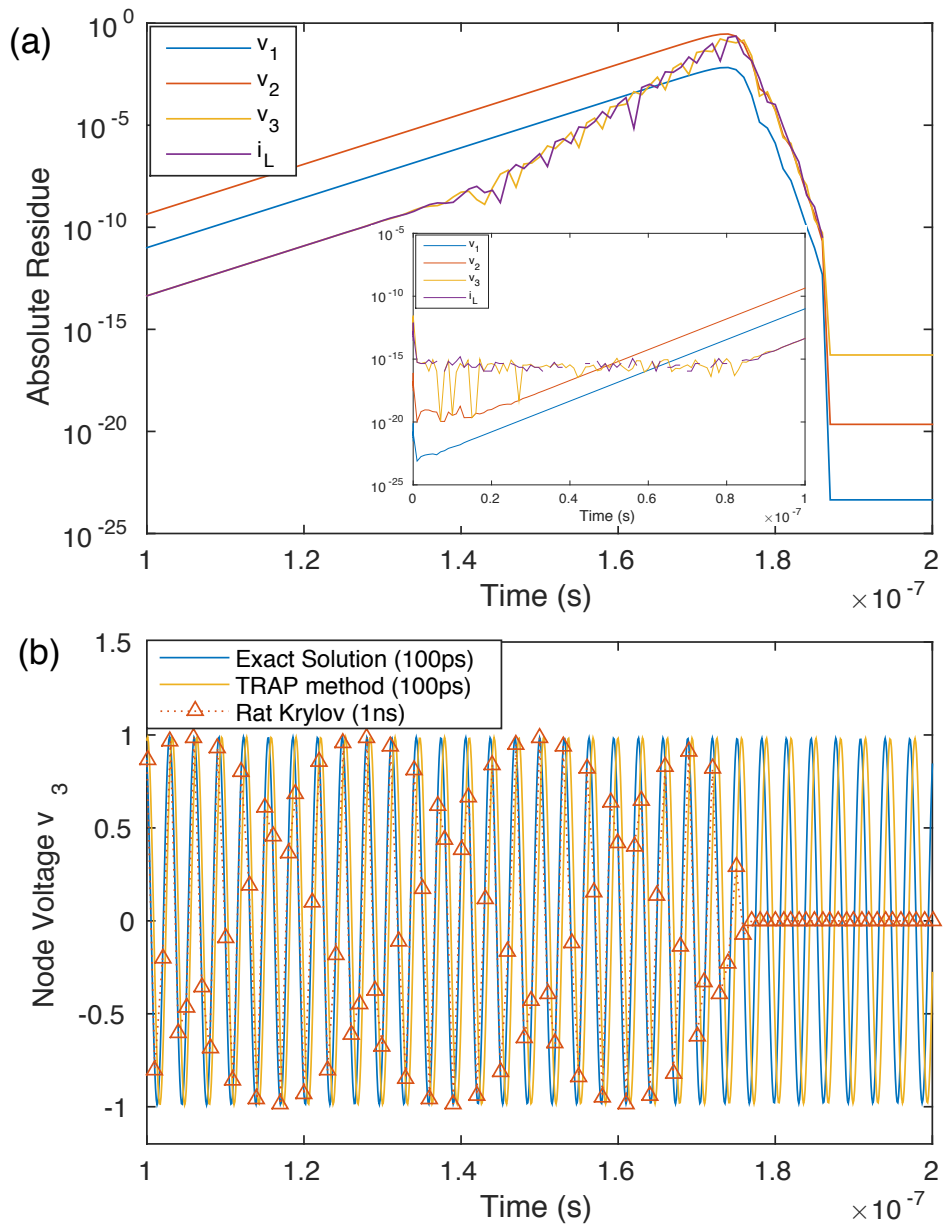 (a)
10^0
10^-5
10^-10
10^-15
10^-20
10^-25
Absolute Residue
v_1
v_2
v_3
i_L
10^-5
10^-10
10^-15
10^-20
10^-25
v_1
v_2
v_3
i_L
0 0.2 0.4 0.6 0.8 1
Time (s) ×10^-7
1 1.2 1.4 1.6 1.8 2
Time (s) ×10^-7
(b)
1.5
1
0.5
0
-0.5
-1
Node Voltage v_3
Exact Solution (100ps)
TRAP method (100ps)
Rat Krylov (1ns)
1 1.2 1.4 1.6 1.8 2
Time (s) ×10^-7